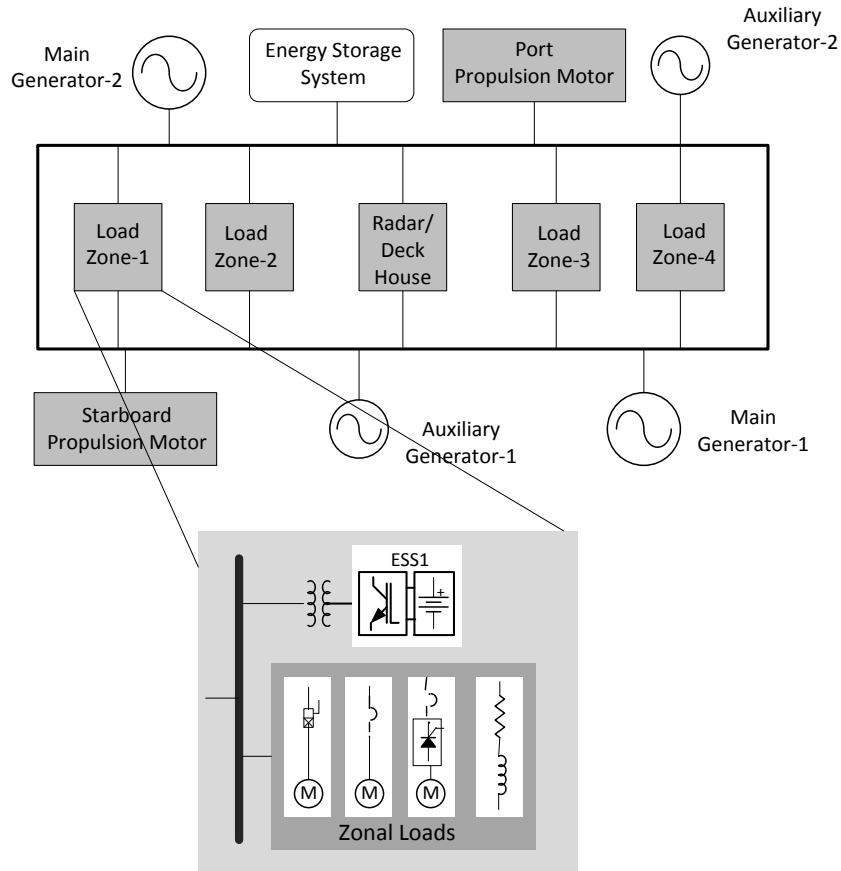 Main
Generator-2
Energy Storage
System
Port
Propulsion Motor
Auxiliary
Generator-2
Load
Zone-1
Load
Zone-2
Radar/
Deck
House
Load
Zone-3
Load
Zone-4
Starboard
Propulsion Motor
Auxiliary
Generator-1
Main
Generator-1
ESS1
+
M
M
M
Zonal Loads